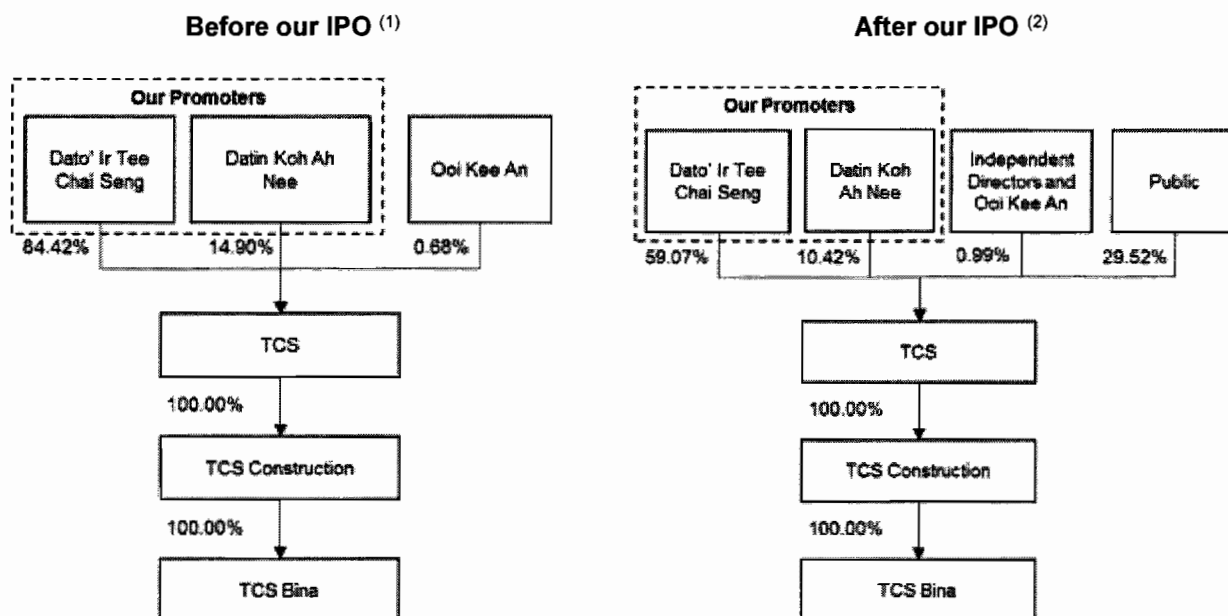 Before our IPO (1)
Our Promoters
Dato' Ir Tee
Chai Seng
Datin Koh Ah
Nee
Ooi Kee An
84.42%
14.90%
0.68%
TCS
100.00%
TCS Construction
100.00%
TCS Bina
After our IPO (2)
Our Promoters
Dato' Ir Tee
Chai Seng
Datin Koh
Ah Nee
Independent
Directors and
Ooi Kee An
Public
59.07%
10.42%
0.99%
29.52%
TCS
100.00%
TCS Construction
100.00%
TCS Bina